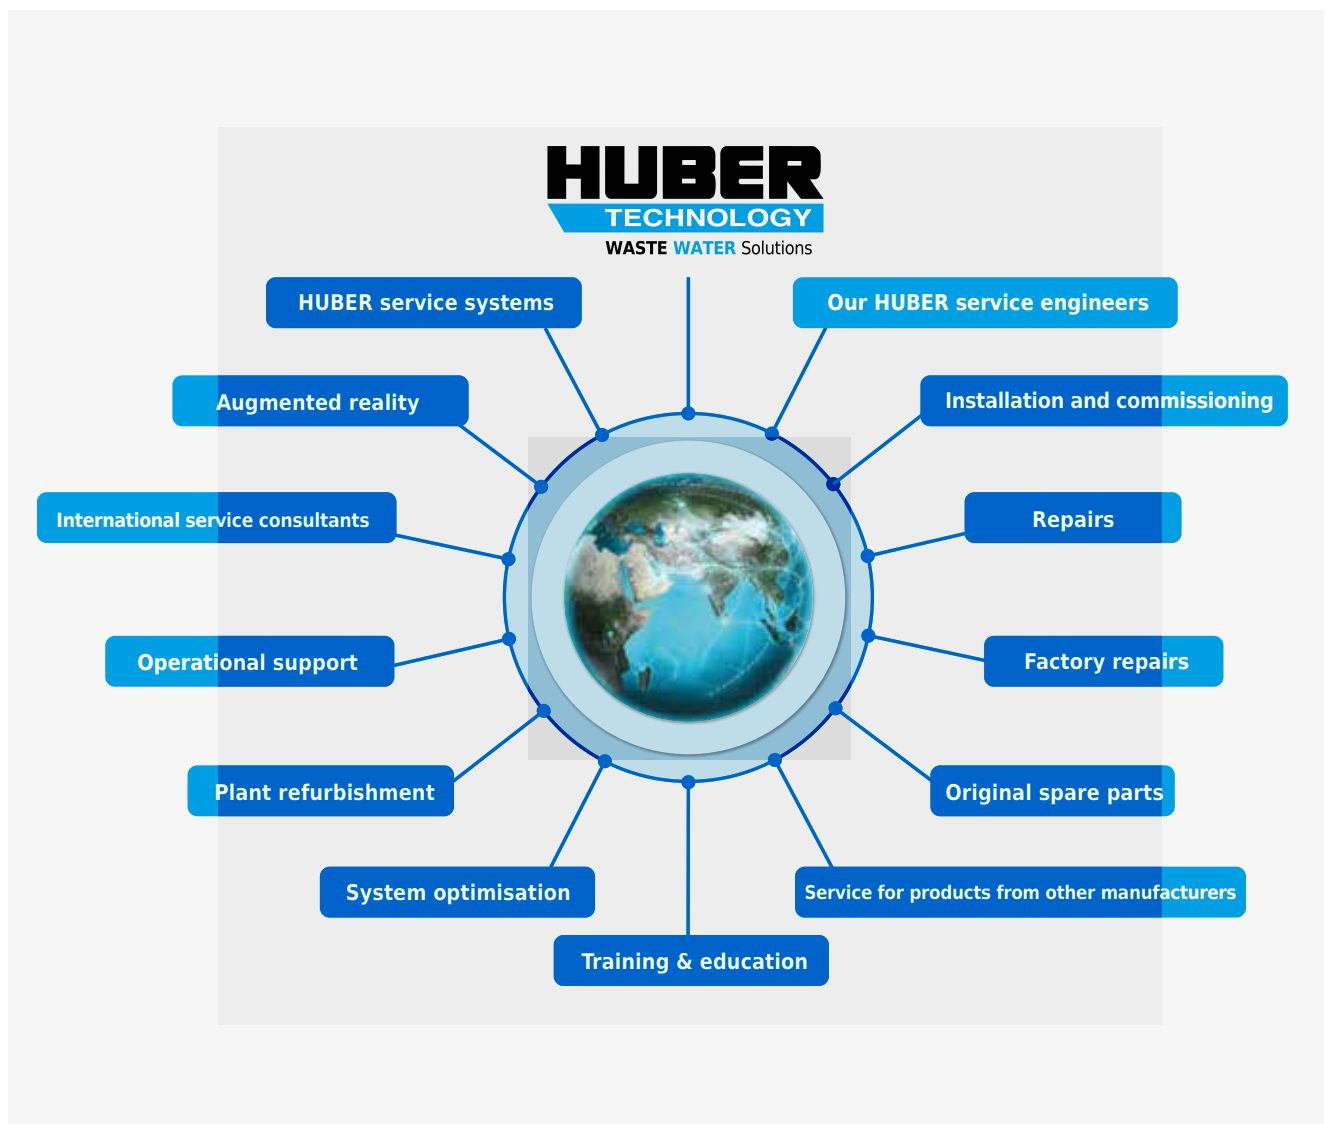 HUBER
TECHNOLOGY
WASTE WATER Solutions
HUBER service systems
Our HUBER service engineers
Augmented reality
Installation and commissioning
International service consultants
Repairs
Operational support
Factory repairs
Plant refurbishment
Original spare parts
System optimisation
Service for products from other manufacturers
Training & education